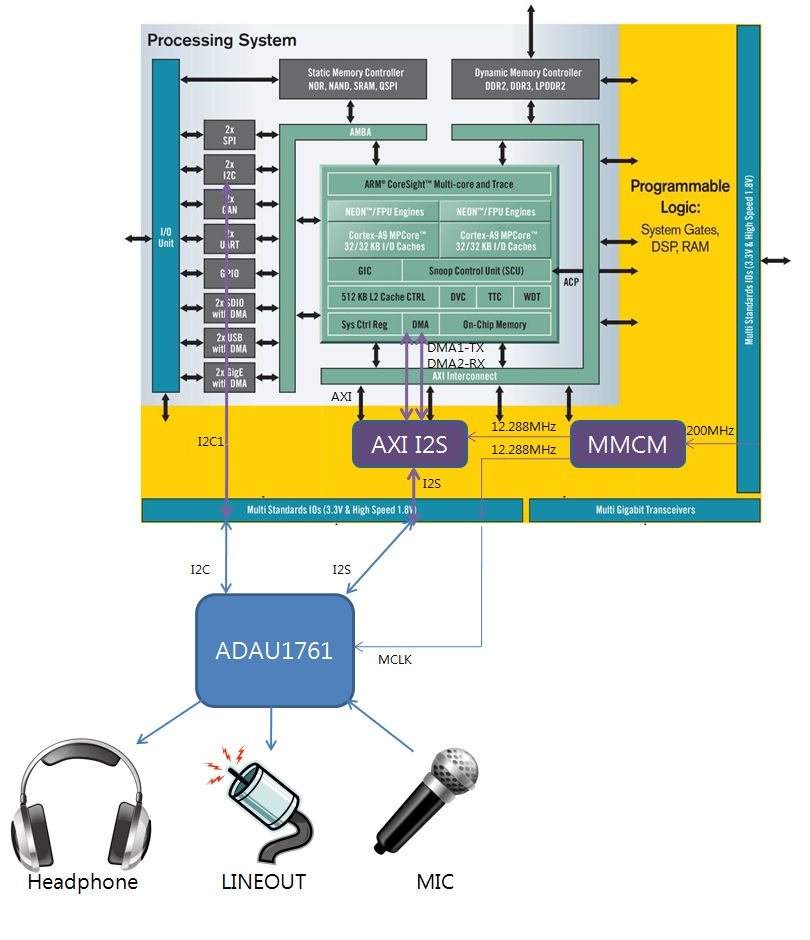 Processing System
Static Memory Controller
NOR, NAND, SRAM, QSPI
Dynamic Memory Controller
DDR2, DDR3, LPDDR2
AMBA
2x
SPI
2x
I2C
2x
CAN
2x
UART
GPIO
2x SDIO
with DMA
2x USB
with DMA
2x GigE
with DMA
I/O
Unit
ARM® CoreSight™ Multi-core and Trace
NEON™/FPU Engines
NEON™/FPU Engines
Cortex-A9 MPCore™
32/32 KB I/D Caches
Cortex-A9 MPCore™
32/32 KB I/D Caches
GIC
Snoop Control Unit (SCU)
512 KB L2 Cache CTRL
DVC
TTC
WDT
Sys Ctrl Reg
DMA
On-Chip Memory
ACP
Programmable
Logic:
System Gates,
DSP, RAM
Multi Standards IOs (3.3V & High Speed 1.8V)
DMA1-TX
DMA2-RX
AXI Interconnect
AXI
AXI I2S
12.288MHz
12.288MHz
MMCM
200MHz
I2C1
I2S
Multi Standards IOs (3.3V & High Speed 1.8V)
Multi Gigabit Transceivers
I2C
I2S
ADAU1761
MCLK
Headphone
LINEOUT
MIC